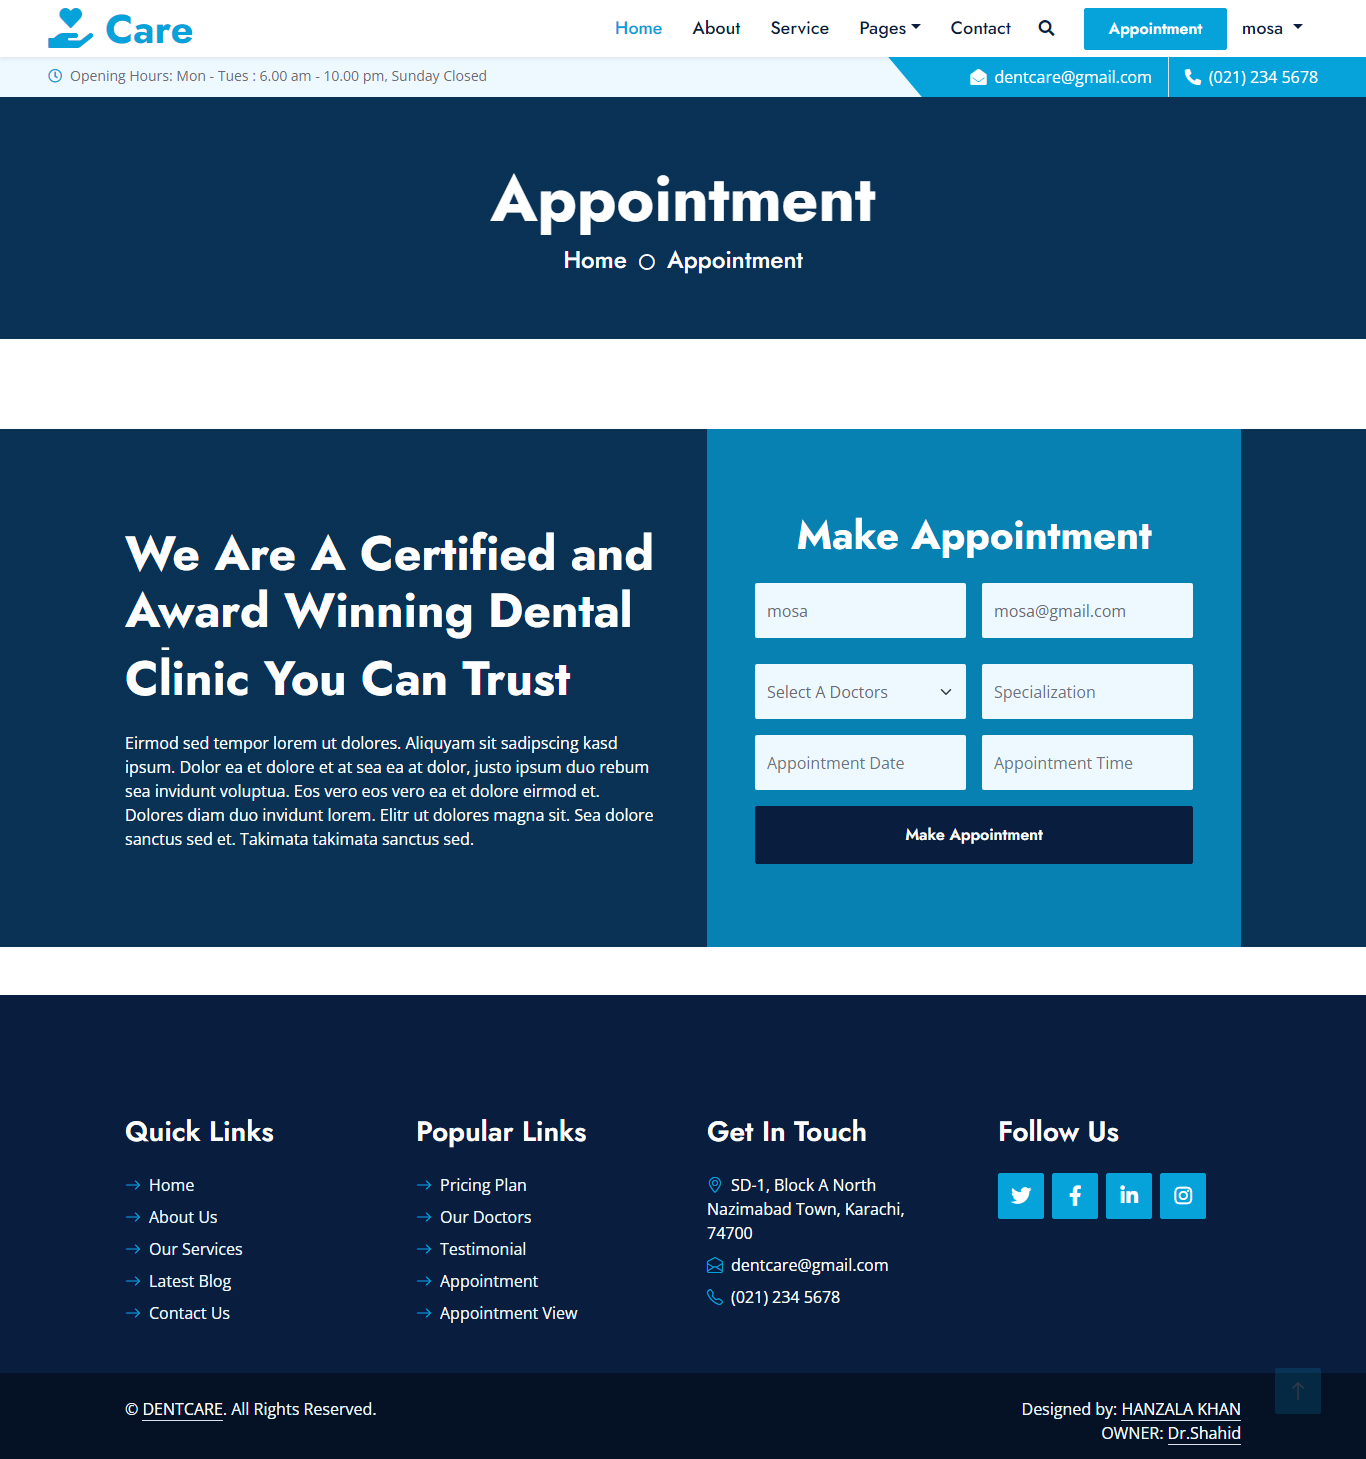 Care
Home About Service Pages Contact Appointment mosa
Opening Hours: Mon - Tues : 6.00 am - 10.00 pm, Sunday Closed
dentcare@gmail.com (021) 234 5678
Appointment
Home Appointment
We Are A Certified and
Award Winning Dental
Clinic You Can Trust
Eirmod sed tempor lorem ut dolores. Aliquyam sit sadipscing kasd
ipsum. Dolor ea et dolore et at sea ea at dolor, justo ipsum duo rebum
sea invidunt voluptua. Eos vero eos vero ea et dolore eirmod et.
Dolores diam duo invidunt lorem. Elitr ut dolores magna sit. Sea dolore
sanctus sed et. Takimata takimata sanctus sed.
Make Appointment
mosa mosa@gmail.com
Select A Doctors Specialization
Appointment Date Appointment Time
Make Appointment
Quick Links
Home
About Us
Our Services
Latest Blog
Contact Us
Popular Links
Pricing Plan
Our Doctors
Testimonial
Appointment
Appointment View
Get In Touch
SD-1, Block A North
Nazimabad Town, Karachi,
74700
dentcare@gmail.com
(021) 234 5678
Follow Us
© DENTCARE. All Rights Reserved.
Designed by: HANZALA KHAN
OWNER: Dr.Shahid